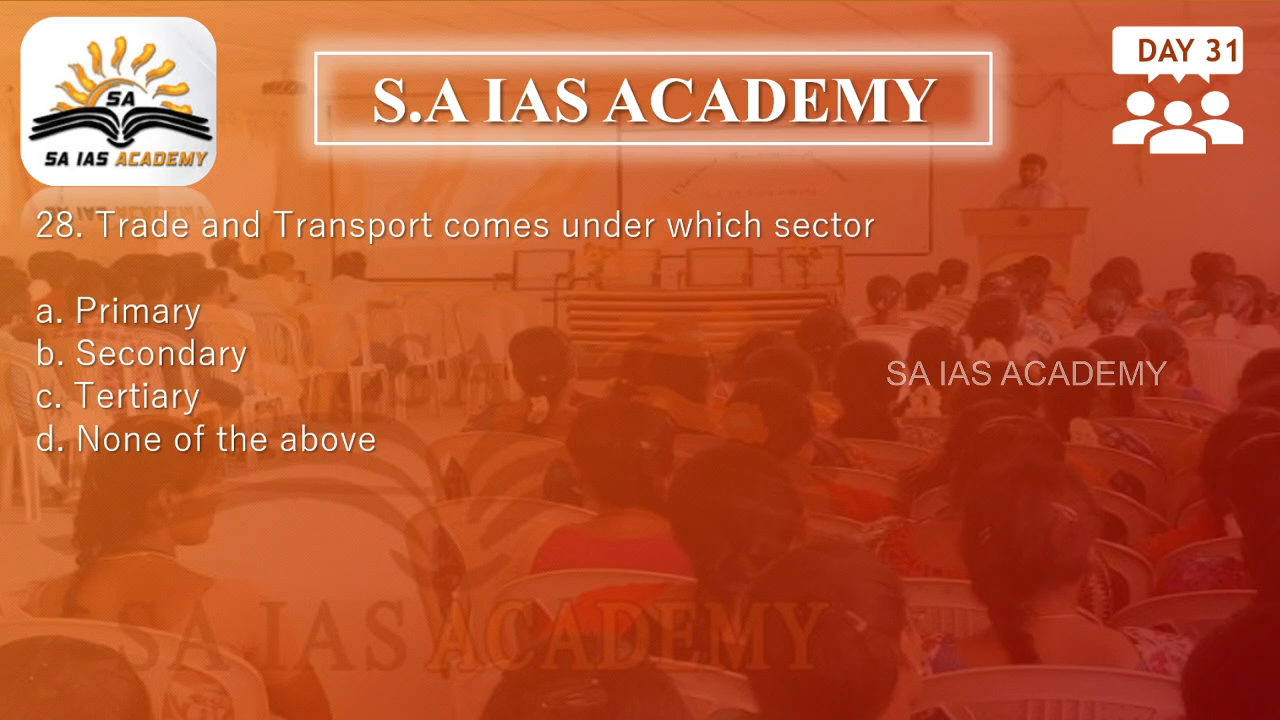 SA
SA IAS ACADEMY
S.A IAS ACADEMY
DAY 31
28. Trade and Transport comes under which sector
a. Primary
b. Secondary
c. Tertiary
d. None of the above
SA IAS ACADEMY
SA
SA IAS ACADEMY